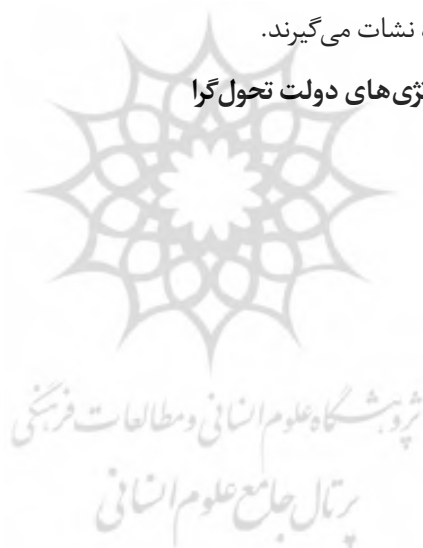 نشات می‌گیرند.
ژی‌های دولت تحول‌گرا
پژوهشگاه علوم انسانی و مطالعات فرهنگی
پرتال جامع علوم انسانی